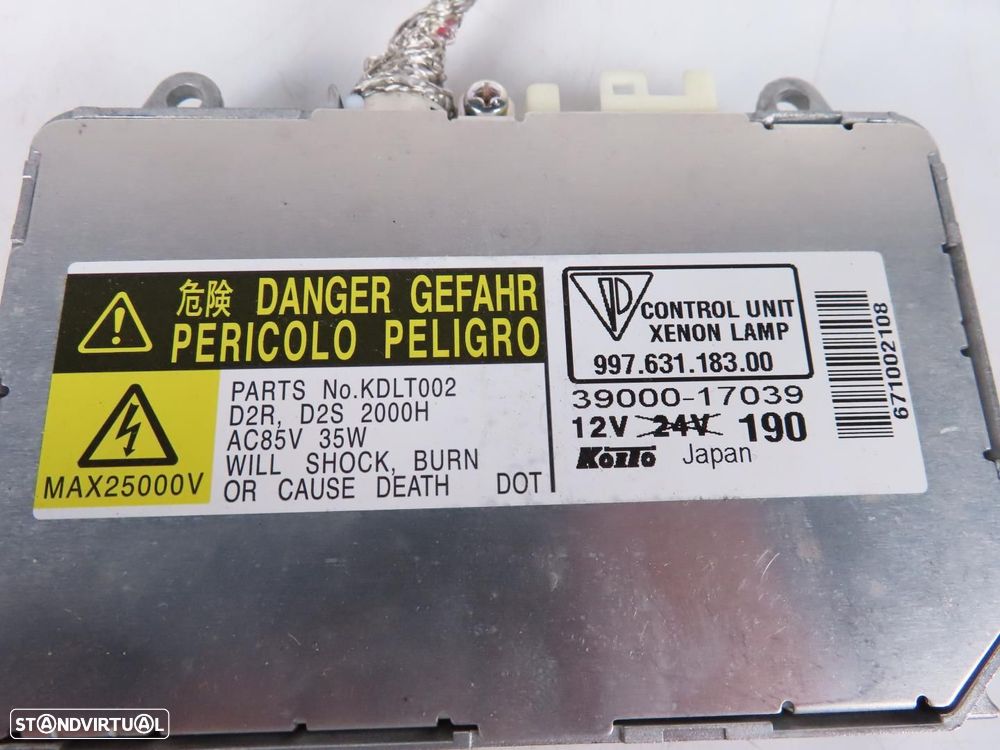 危険 DANGER GEFAHR
PERICOLO PELIGRO
MAX25000V
PARTS No.KDLT002
D2R, D2S 2000H
AC85V 35W
WILL SHOCK, BURN
OR CAUSE DEATH DOT
CONTROL UNIT
XENON LAMP
997.631.183.00
39000-17039
12V 24V 190
KOITO Japan
6710002108
STANDVIRTUAL